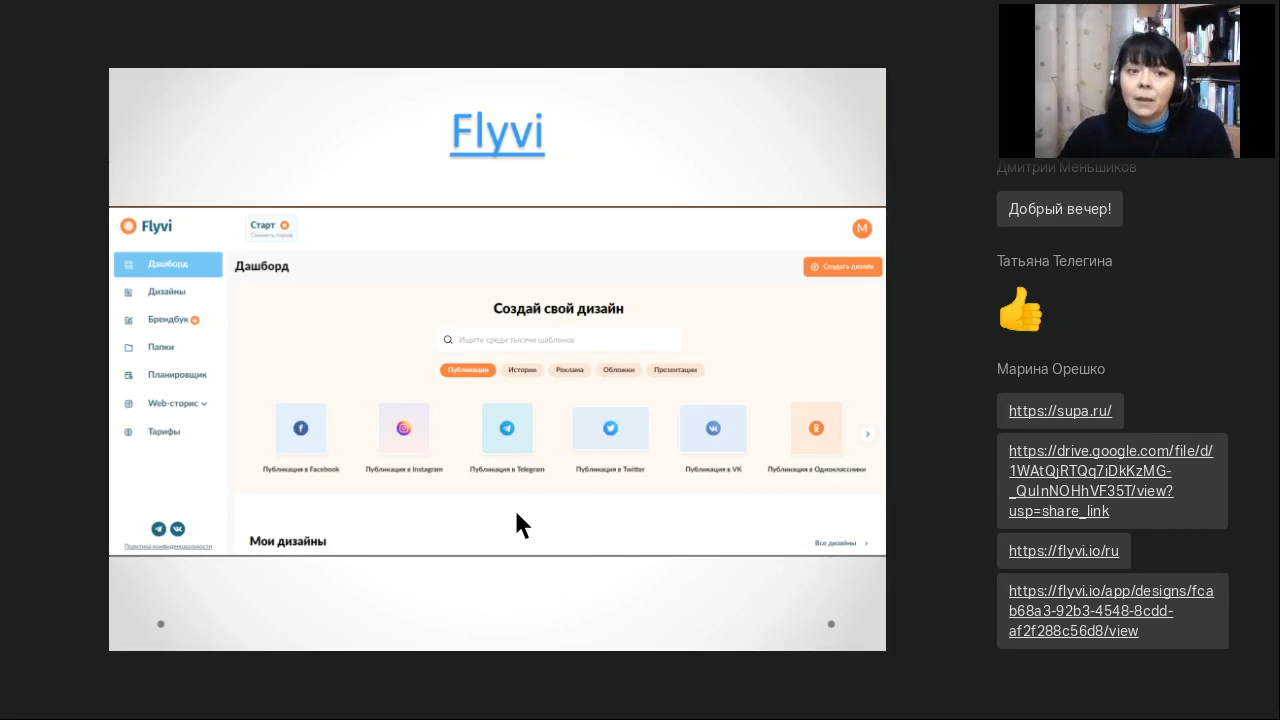 Flyvi
Flyvi
Старт
Сменить тариф
M
Дашборд
Дизайны
Брендбук
Папки
Планировщик
Web-сторис
Тарифы
Политика конфиденциальности
Дашборд
Создать дизайн
Создай свой дизайн
Ищите среди тысячи шаблонов
Публикации
Истории
Реклама
Обложки
Презентации
Публикация в Facebook
Публикация в Instagram
Публикация в Telegram
Публикация в Twitter
Публикация в VK
Публикация в Одноклассники
Мои дизайны
Все дизайны
Дмитрий Меньшиков
Добрый вечер!
Татьяна Телегина
Марина Орешко
https://supa.ru/
https://drive.google.com/file/d/
1WAtQjRTQq7jDkKzMG-
_QuInNOHhVF35T/view?
usp=share_link
https://flyvi.io/ru
https://flyvi.io/app/designs/fca
b68a3-92b3-4548-8cdd-
af2f288c56d8/view